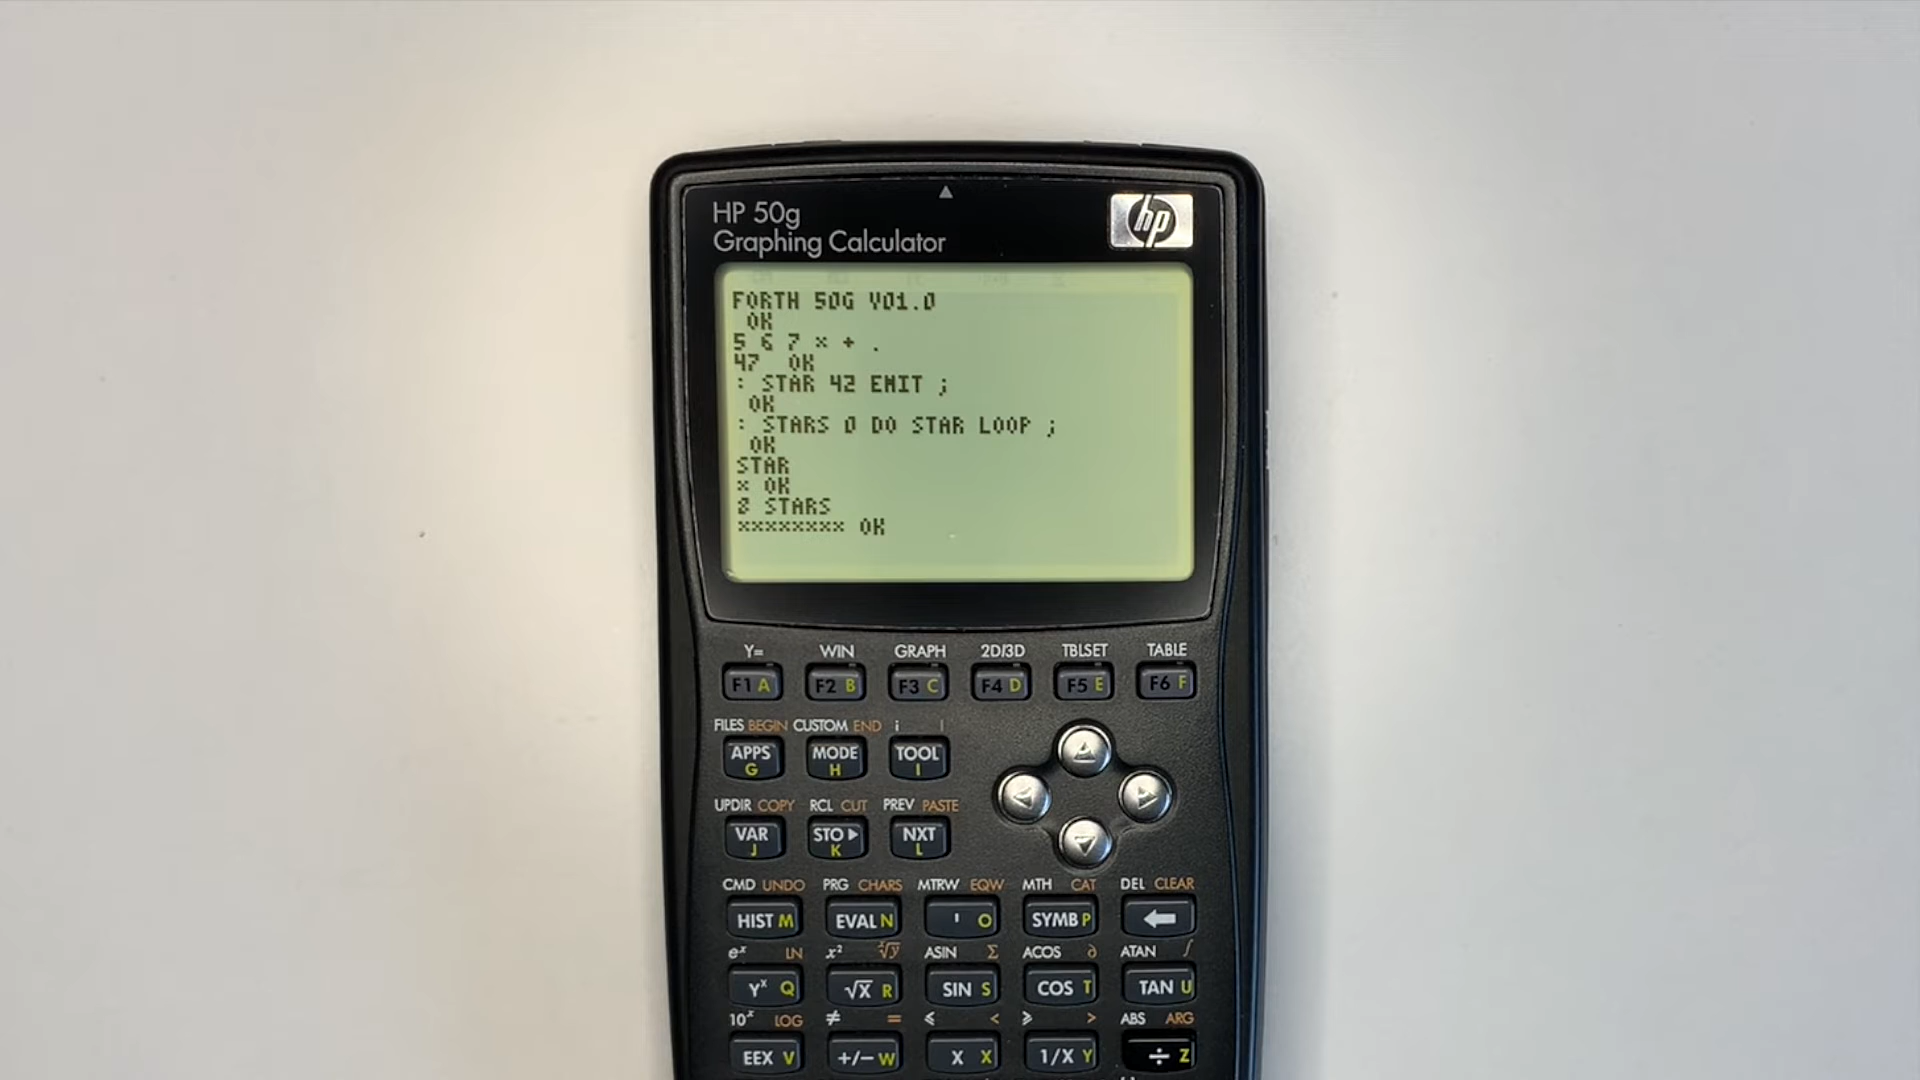 HP 50g
Graphing Calculator
hp
FORTH 50G V01.0
OK
5 6 7 * + .
47 OK
: STAR 42 EMIT ;
OK
: STARS 0 DO STAR LOOP ;
OK
STAR
* OK
8 STARS
******** OK
Y= WIN GRAPH 2D/3D TBLSET TABLE
F1 A F2 B F3 C F4 D F5 E F6 F
FILES BEGIN CUSTOM END i |
APPS G MODE H TOOL I
UPDIR COPY RCL CUT PREV PASTE
VAR J STO▶ K NXT L
CMD UNDO PRG CHARS MTRW EQW MTH CAT DEL CLEAR
HIST M EVAL N ' O SYMB P ←
eˣ LN x² ˣ√y ASIN Σ ACOS ∂ ATAN ∫
Yˣ Q √X R SIN S COS T TAN U
10ˣ LOG ≠ = ≤ < ≥ > ABS ARG
EEX V +/− W X X 1/X Y ÷ Z